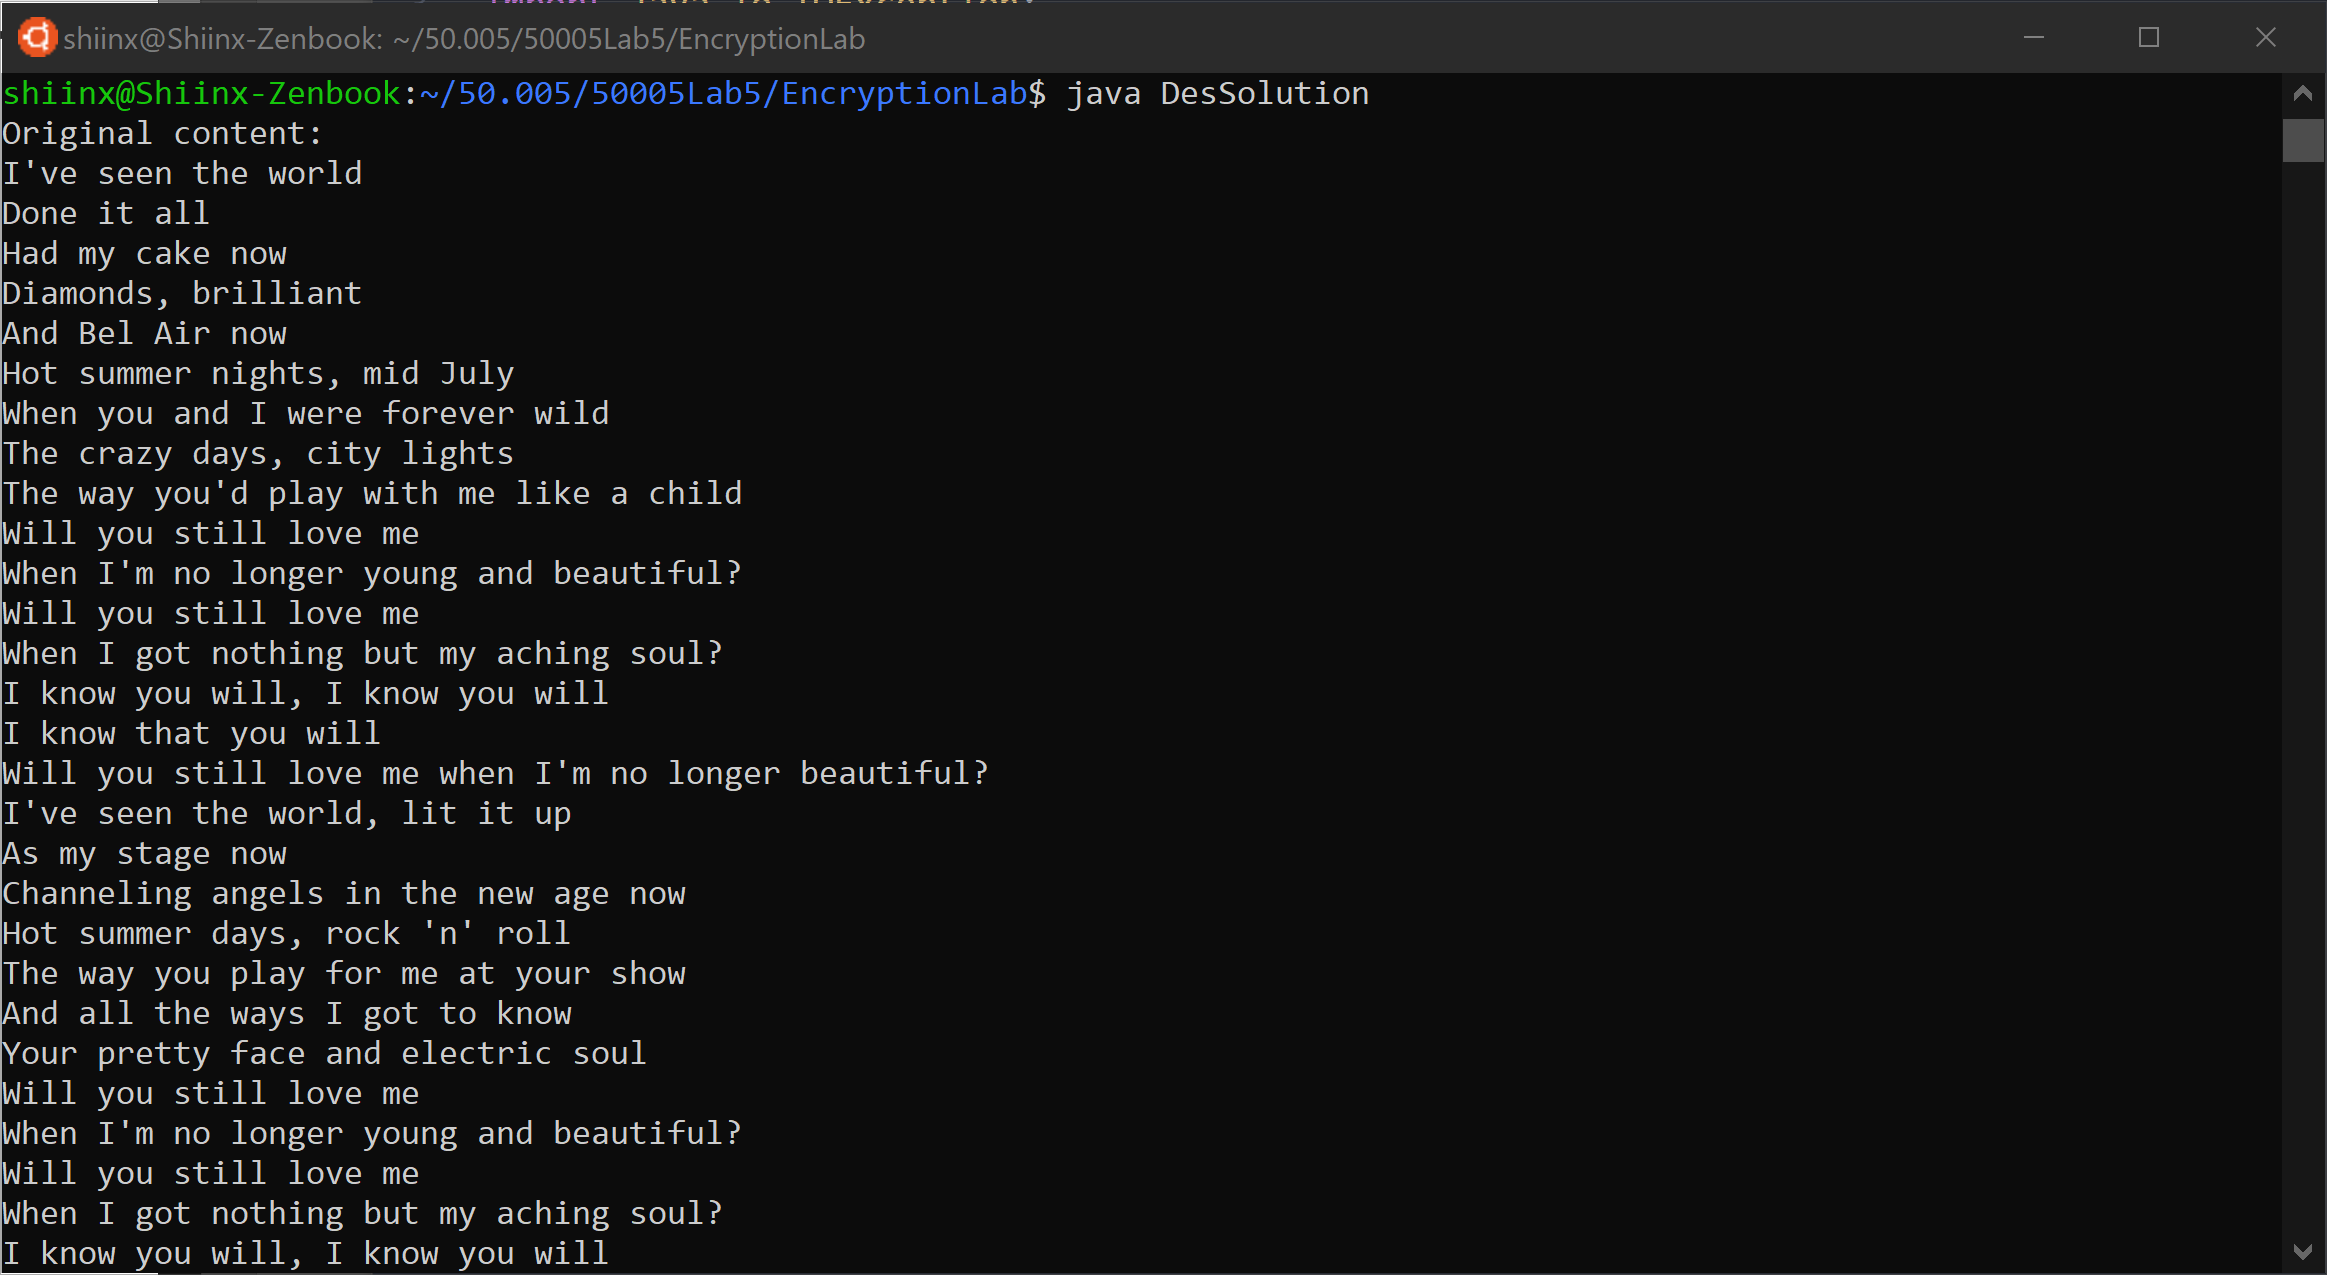 shiinx@Shiinx-Zenbook: ~/50.005/50005Lab5/EncryptionLab
shiinx@Shiinx-Zenbook:~/50.005/50005Lab5/EncryptionLab$ java DesSolution
Original content:
I've seen the world
Done it all
Had my cake now
Diamonds, brilliant
And Bel Air now
Hot summer nights, mid July
When you and I were forever wild
The crazy days, city lights
The way you'd play with me like a child
Will you still love me
When I'm no longer young and beautiful?
Will you still love me
When I got nothing but my aching soul?
I know you will, I know you will
I know that you will
Will you still love me when I'm no longer beautiful?
I've seen the world, lit it up
As my stage now
Channeling angels in the new age now
Hot summer days, rock 'n' roll
The way you play for me at your show
And all the ways I got to know
Your pretty face and electric soul
Will you still love me
When I'm no longer young and beautiful?
Will you still love me
When I got nothing but my aching soul?
I know you will, I know you will